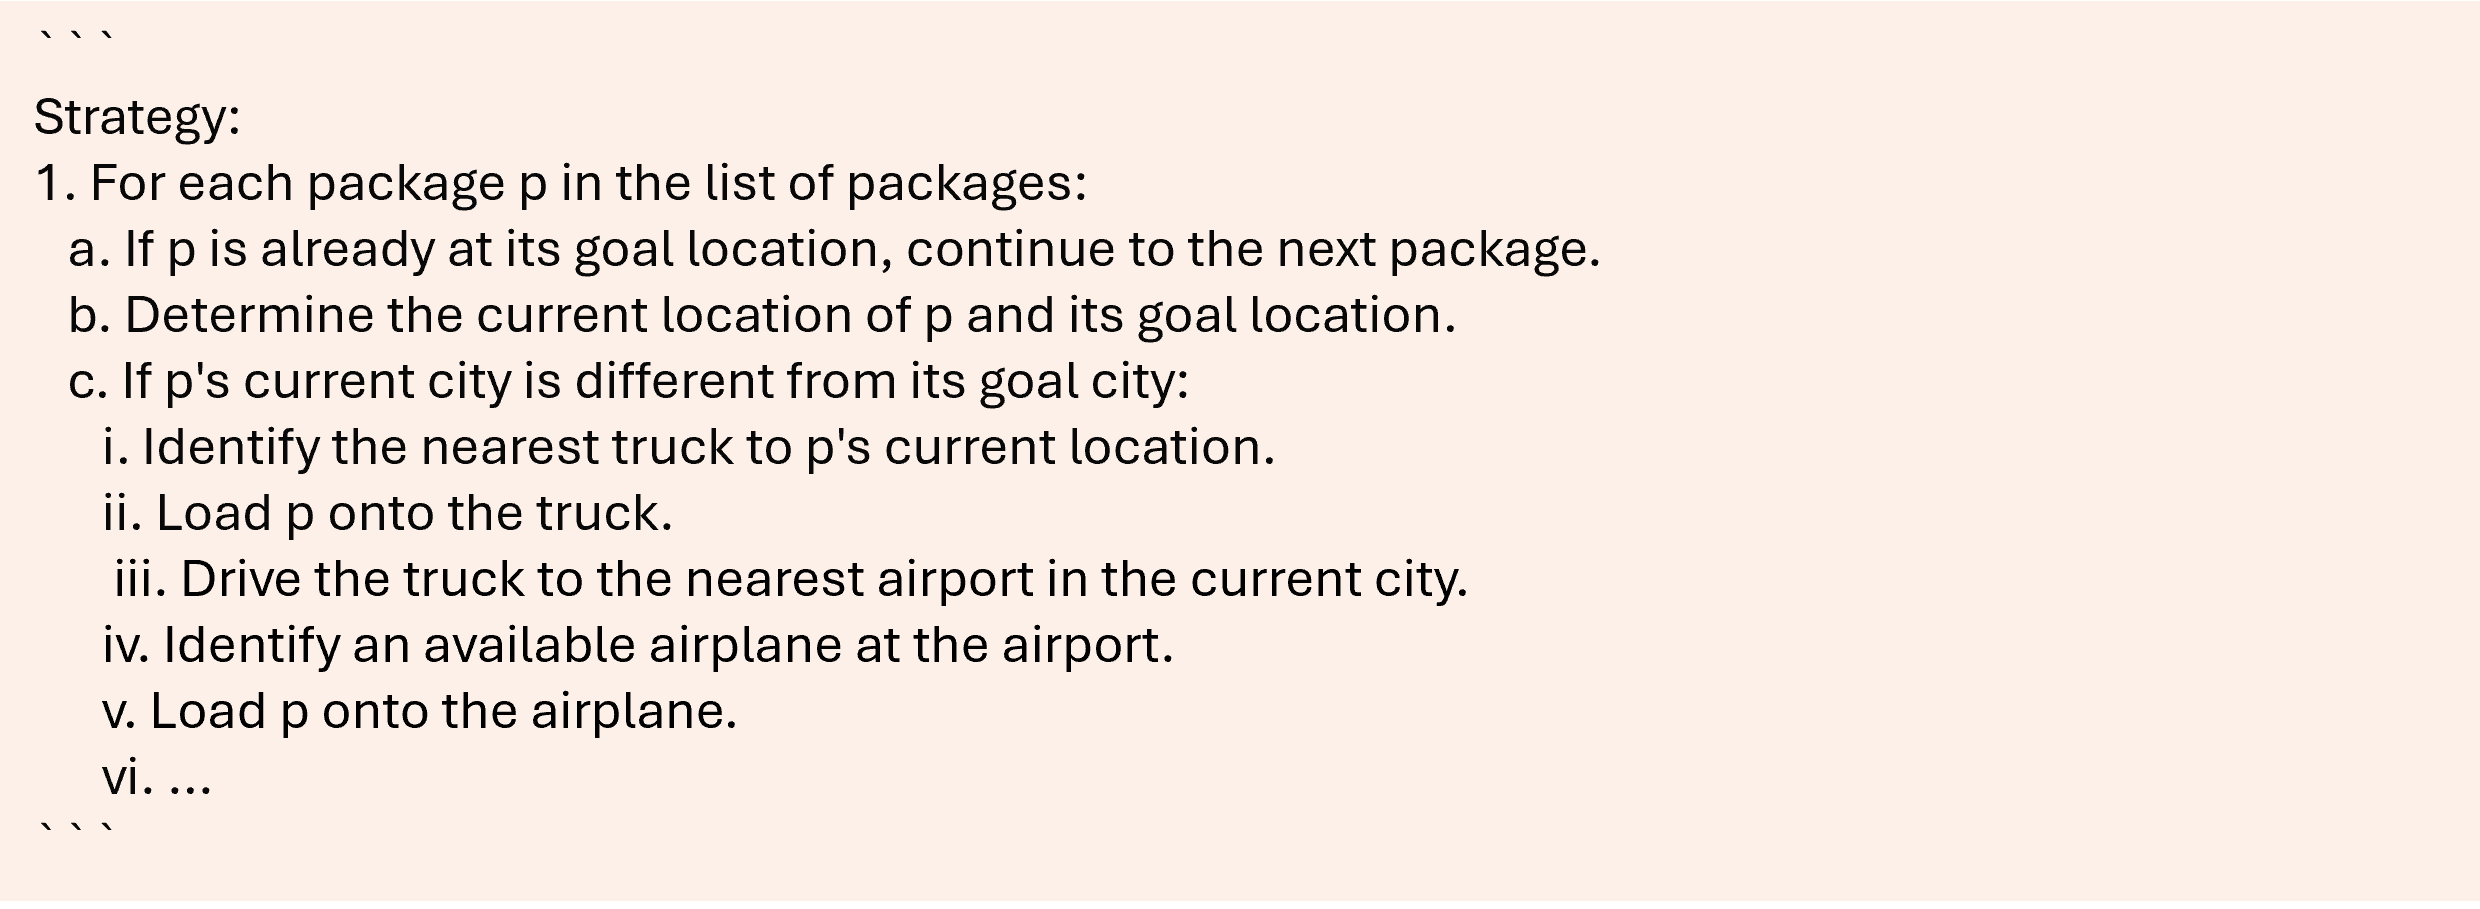 ```
Strategy:
1. For each package p in the list of packages:
a. If p is already at its goal location, continue to the next package.
b. Determine the current location of p and its goal location.
c. If p's current city is different from its goal city:
i. Identify the nearest truck to p's current location.
ii. Load p onto the truck.
iii. Drive the truck to the nearest airport in the current city.
iv. Identify an available airplane at the airport.
v. Load p onto the airplane.
vi. ...
```